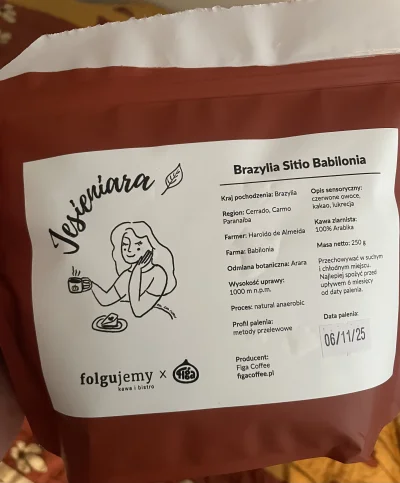 Jesieniara
folgujemy x figa
kawa i bistro
Brazylia Sitio Babilonia
Kraj pochodzenia: Brazylia
Region: Cerrado, Carmo
Paranaíba
Farmer: Haroldo de Almeida
Farma: Babilonia
Odmiana botaniczna: Arara
Wysokość uprawy:
1000 m n.p.m.
Proces: natural anaerobic
Profil palenia:
metody przelewowe
Producent:
Figa Coffee
figacoffee.pl
Opis sensoryczny:
czerwone owoce,
kakao, lukrecja
Kawa ziarnista:
100% Arabika
Masa netto: 250 g
Przechowywać w suchym
i chłodnym miejscu.
Najlepiej spożyć przed
upływem 6 miesięcy
od daty palenia.
Data palenia:
06/11/25